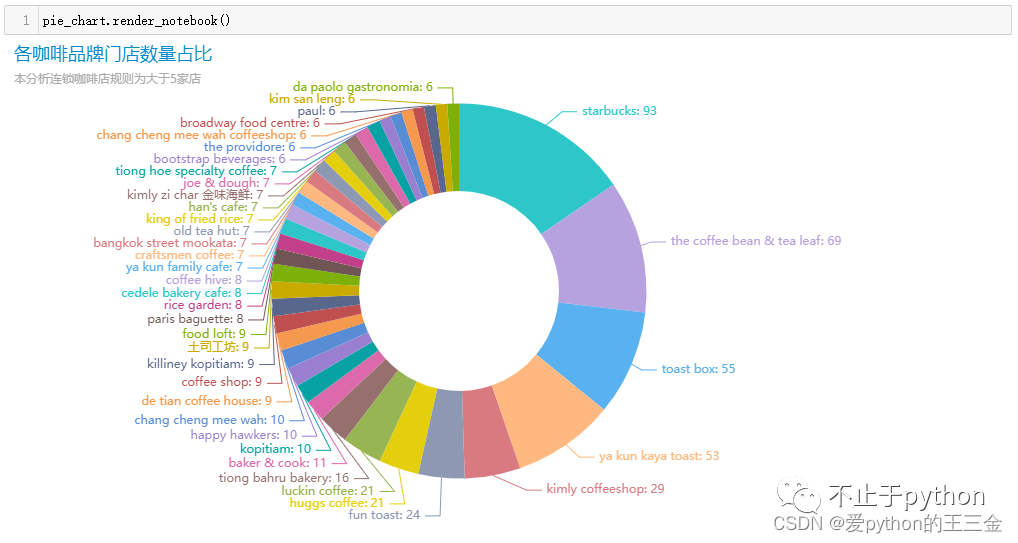 1 pie_chart.render_notebook()
各咖啡品牌门店数量占比
本分析连锁咖啡店规则为大于5家店
da paolo gastronomia: 6
kim san leng: 6
paul: 6
broadway food centre: 6
chang cheng mee wah coffeeshop: 6
the providore: 6
bootstrap beverages: 6
tiong hoe specialty coffee: 7
joe & dough: 7
kimly zi char 金味海鲜: 7
han's cafe: 7
king of fried rice: 7
old tea hut: 7
bangkok street mookata: 7
craftsmen coffee: 7
ya kun family cafe: 7
coffee hive: 8
cedele bakery cafe: 8
rice garden: 8
paris baguette: 8
food loft: 9
土司工坊: 9
killiney kopitiam: 9
coffee shop: 9
de tian coffee house: 9
chang cheng mee wah: 10
happy hawkers: 10
kopitiam: 10
baker & cook: 11
tiong bahru bakery: 16
luckin coffee: 21
huggs coffee: 21
fun toast: 24
starbucks: 93
the coffee bean & tea leaf: 69
toast box: 55
ya kun kaya toast: 53
kimly coffeeshop: 29
不止于python
CSDN @爱python的王三金